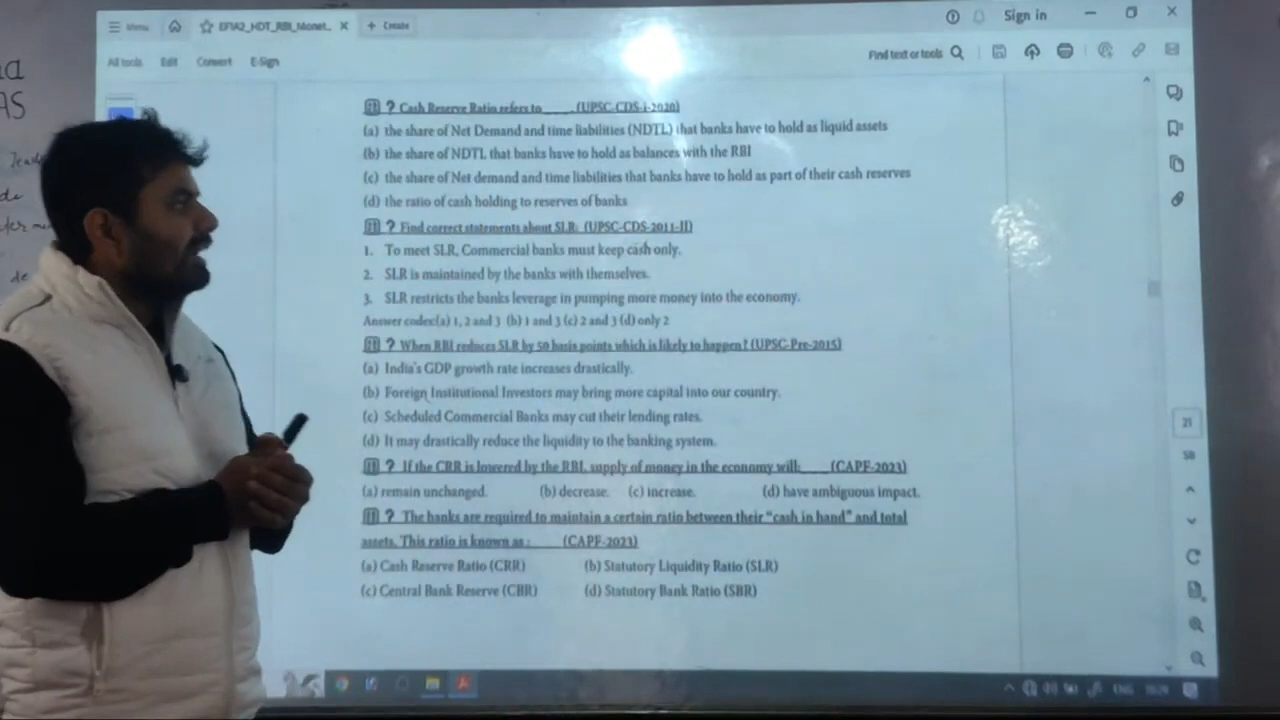 Menu
EFIA2_HDT_RBI_Monet..
+ Create
Sign in
All tools Edit Convert E-Sign
Find text or tools
? Cash Reserve Ratio refers to____. (UPSC-CDS-i-2020)
(a) the share of Net Demand and time liabilities (NDTL) that banks have to hold as liquid assets
(b) the share of NDTL that banks have to hold as balances with the RBI
(c) the share of Net demand and time liabilities that banks have to hold as part of their cash reserves
(d) the ratio of cash holding to reserves of banks
? Find correct statements about SLR: (UPSC-CDS-2011-II)
1. To meet SLR, Commercial banks must keep cash only.
2. SLR is maintained by the banks with themselves.
3. SLR restricts the banks leverage in pumping more money into the economy.
Answer codes:(a) 1, 2 and 3 (b) 1 and 3 (c) 2 and 3 (d) only 2
? When RBI reduces SLR by 50 basis points which is likely to happen? (UPSC-Pre-2015)
(a) India's GDP growth rate increases drastically.
(b) Foreign Institutional Investors may bring more capital into our country.
(c) Scheduled Commercial Banks may cut their lending rates.
(d) It may drastically reduce the liquidity to the banking system.
? If the CRR is lowered by the RBI, supply of money in the economy will:____(CAPF-2023)
(a) remain unchanged. (b) decrease. (c) increase. (d) have ambiguous impact.
? The banks are required to maintain a certain ratio between their "cash in hand" and total
assets. This ratio is known as :____(CAPF-2023)
(a) Cash Reserve Ratio (CRR) (b) Statutory Liquidity Ratio (SLR)
(c) Central Bank Reserve (CBR) (d) Statutory Bank Ratio (SBR)
21
50
AS
de
de
ENG